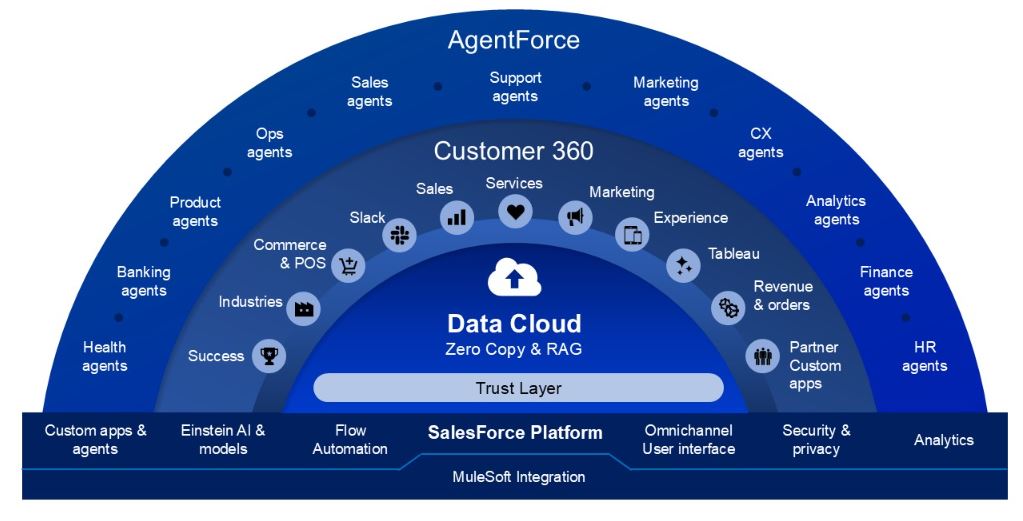 AgentForce
Health
agents
Banking
agents
Product
agents
Ops
agents
Sales
agents
Support
agents
Marketing
agents
CX
agents
Analytics
agents
Finance
agents
HR
agents
Customer 360
Success
Industries
Commerce
& POS
Slack
Sales
Services
Marketing
Experience
Tableau
Revenue
& orders
Partner
Custom
apps
Data Cloud
Zero Copy & RAG
Trust Layer
Custom apps &
agents
Einstein AI &
models
Flow
Automation
SalesForce Platform
Omnichannel
User interface
Security &
privacy
Analytics
MuleSoft Integration